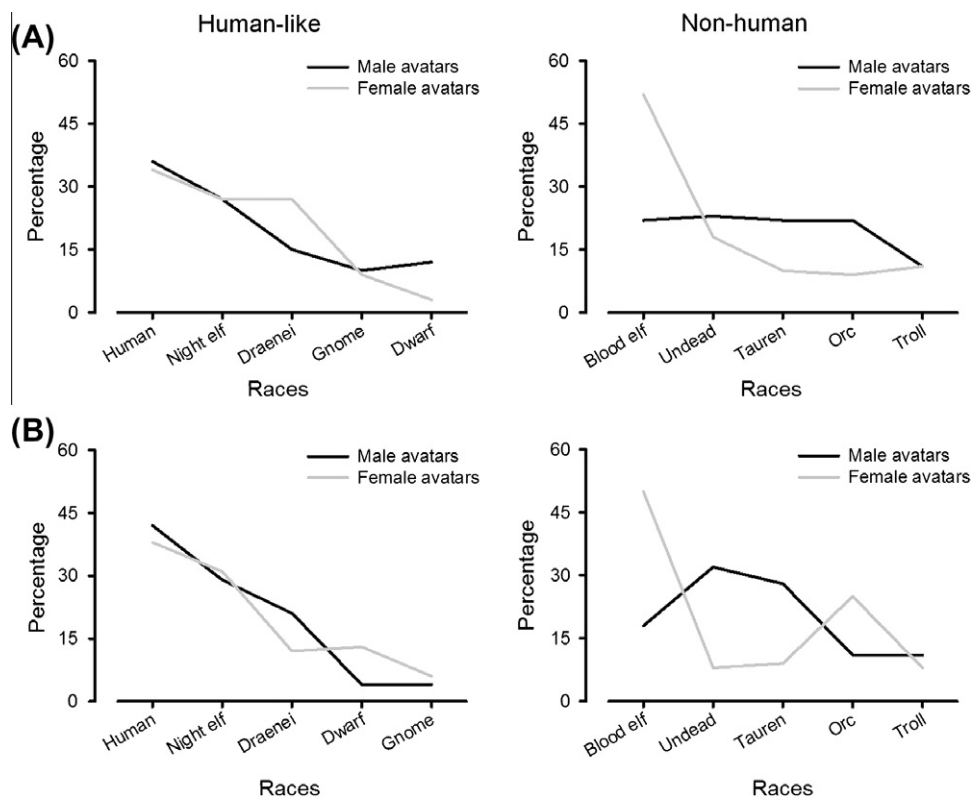 (A)
Human-like
Non-human
60
45
30
15
0
Percentage
Male avatars
Female avatars
Human
Night elf
Draenei
Gnome
Dwarf
Races
60
45
30
15
0
Percentage
Male avatars
Female avatars
Blood elf
Undead
Tauren
Orc
Troll
Races
(B)
60
45
30
15
0
Percentage
Male avatars
Female avatars
Human
Night elf
Draenei
Dwarf
Gnome
Races
60
45
30
15
0
Percentage
Male avatars
Female avatars
Blood elf
Undead
Tauren
Orc
Troll
Races